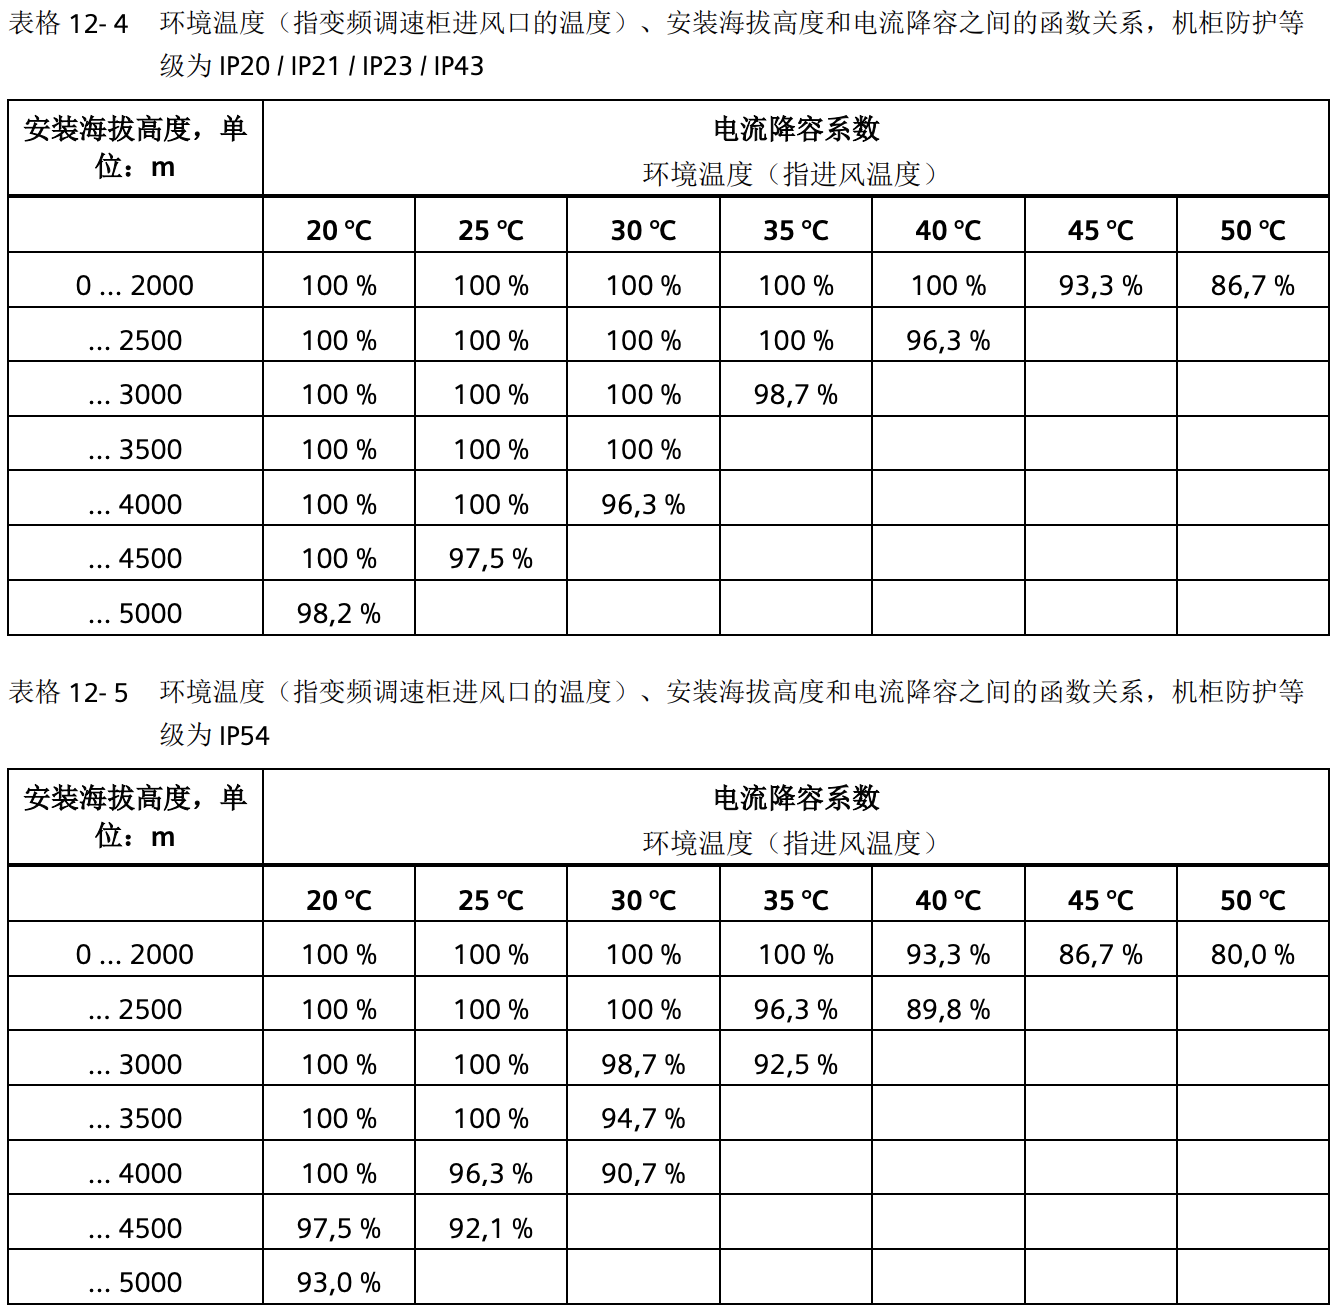 表格 12- 4 环境温度（指变频调速柜进风口的温度）、安装海拔高度和电流降容之间的函数关系，机柜防护等
级为 IP20 / IP21 / IP23 / IP43
安装海拔高度，单
位：m
电流降容系数
环境温度（指进风温度）
20 ℃ 25 ℃ 30 ℃ 35 ℃ 40 ℃ 45 ℃ 50 ℃
0 … 2000 100 % 100 % 100 % 100 % 100 % 93,3 % 86,7 %
… 2500 100 % 100 % 100 % 100 % 96,3 %
… 3000 100 % 100 % 100 % 98,7 %
… 3500 100 % 100 % 100 %
… 4000 100 % 100 % 96,3 %
… 4500 100 % 97,5 %
… 5000 98,2 %
表格 12- 5 环境温度（指变频调速柜进风口的温度）、安装海拔高度和电流降容之间的函数关系，机柜防护等
级为 IP54
安装海拔高度，单
位：m
电流降容系数
环境温度（指进风温度）
20 ℃ 25 ℃ 30 ℃ 35 ℃ 40 ℃ 45 ℃ 50 ℃
0 … 2000 100 % 100 % 100 % 100 % 93,3 % 86,7 % 80,0 %
… 2500 100 % 100 % 100 % 96,3 % 89,8 %
… 3000 100 % 100 % 98,7 % 92,5 %
… 3500 100 % 100 % 94,7 %
… 4000 100 % 96,3 % 90,7 %
… 4500 97,5 % 92,1 %
… 5000 93,0 %